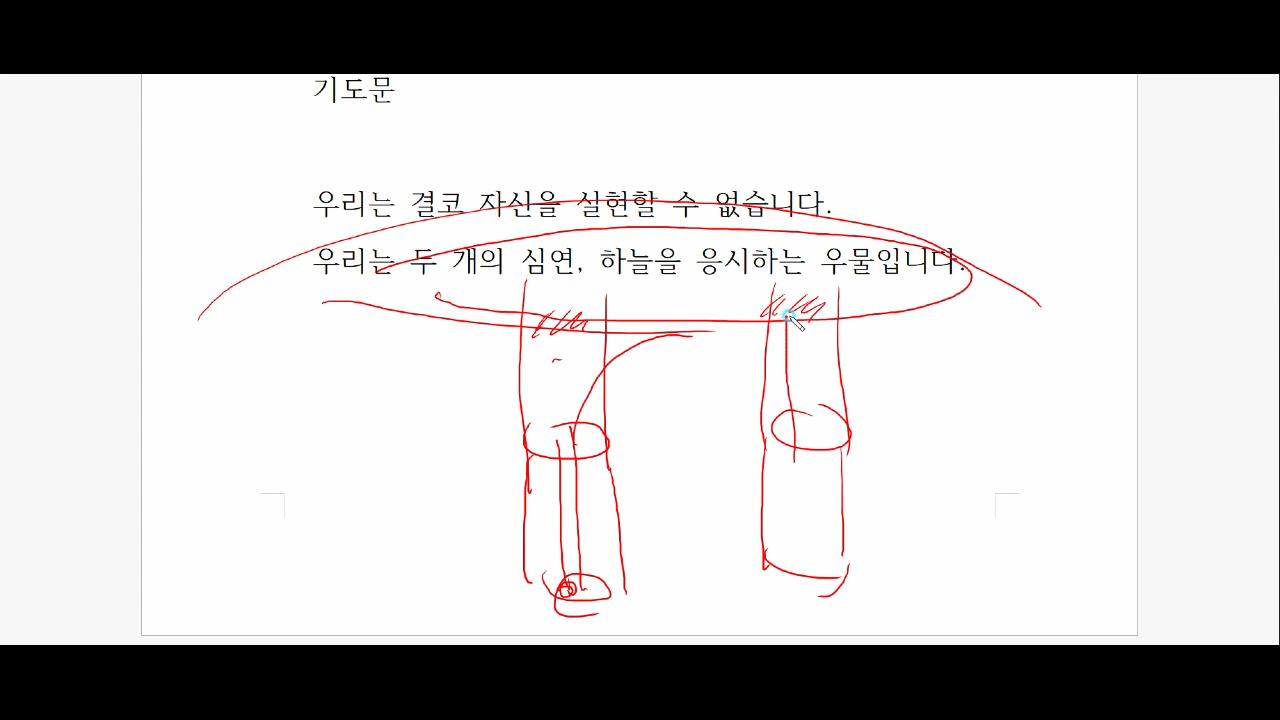 기도문
우리는 결코 자신을 실현할 수 없습니다.
우리는 두 개의 심연, 하늘을 응시하는 우물입니다.